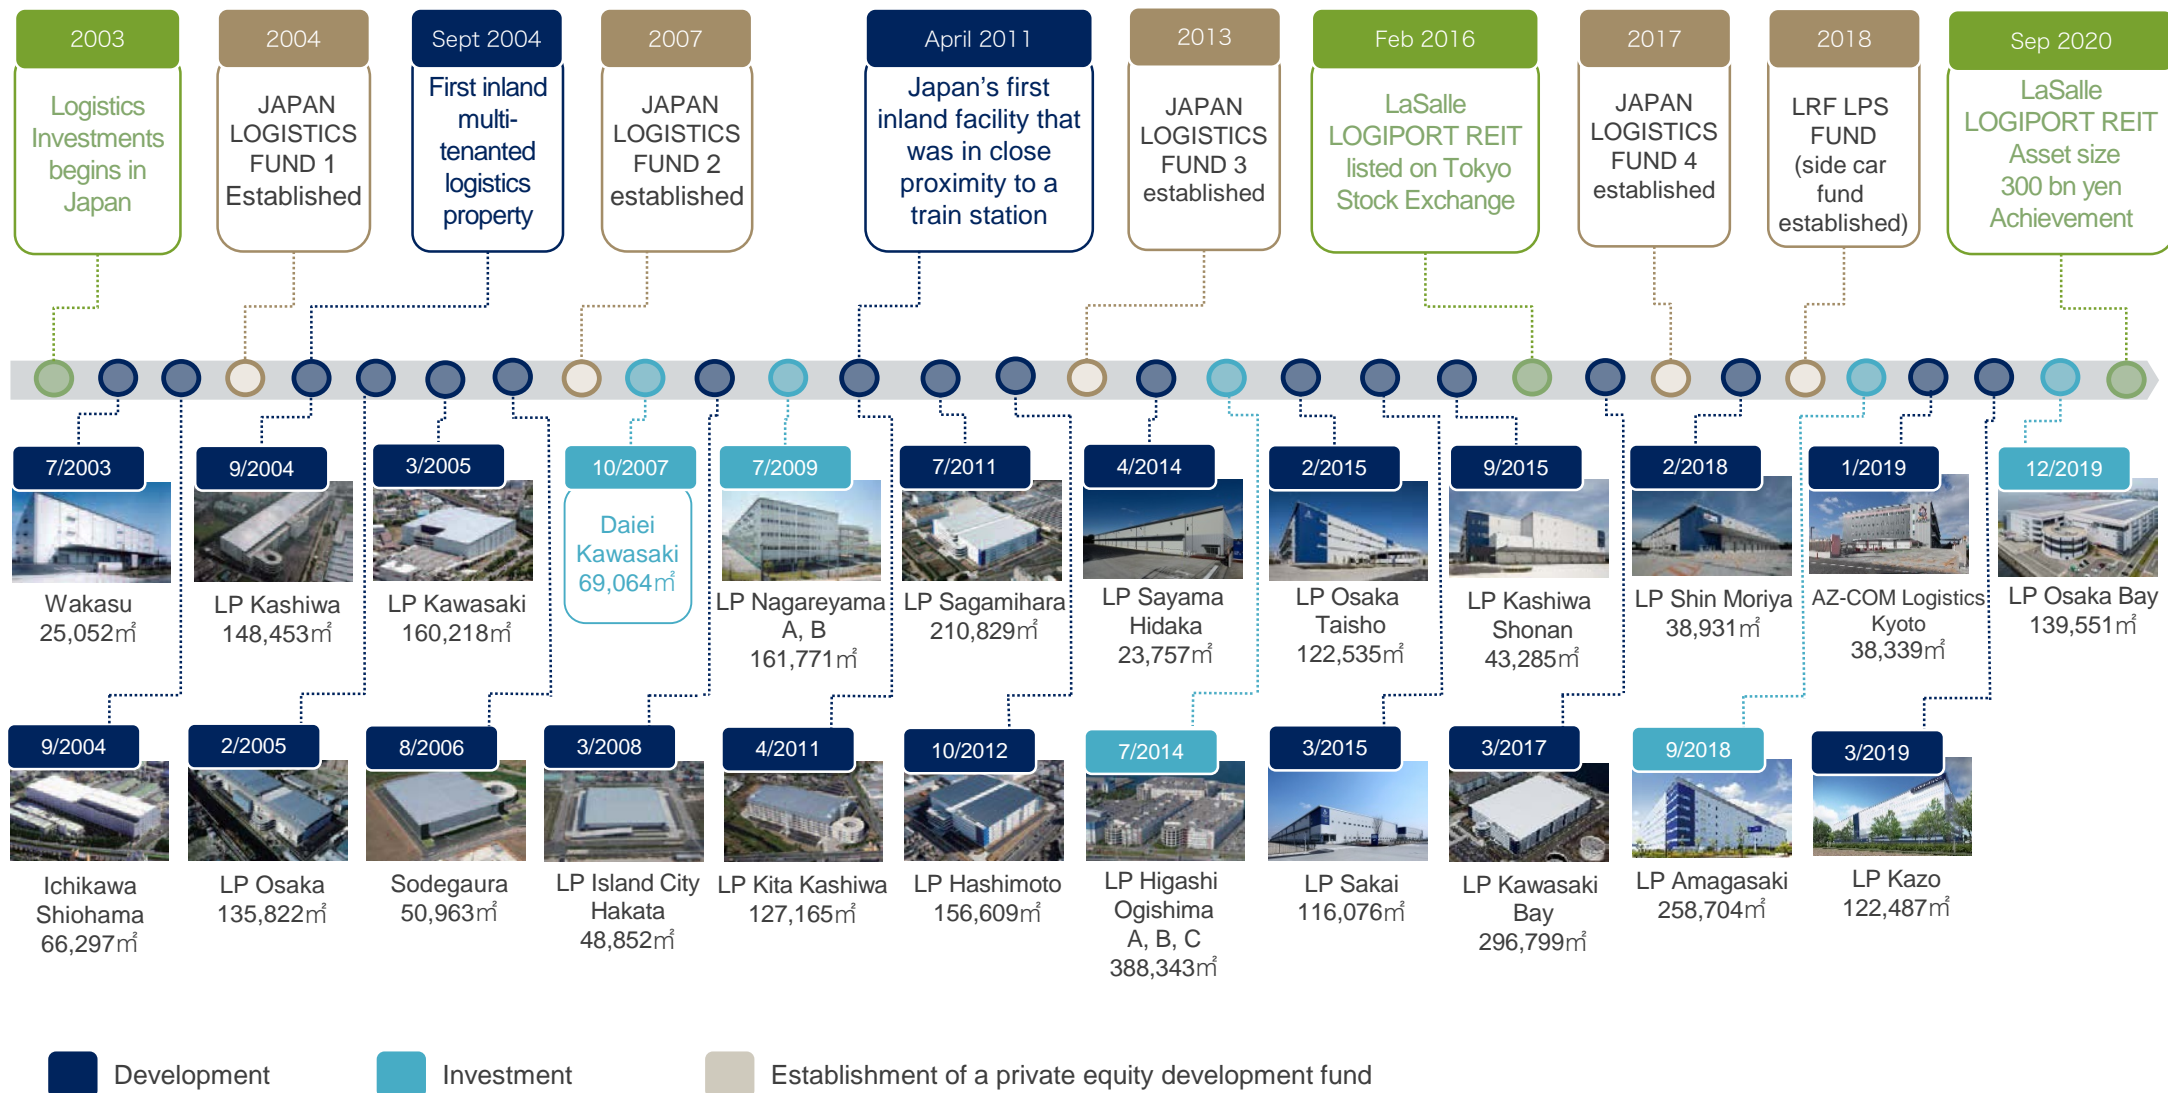 2003
Logistics
Investments
begins in
Japan
2004
JAPAN
LOGISTICS
FUND 1
Established
Sept 2004
First inland
multi-
tenanted
logistics
property
2007
JAPAN
LOGISTICS
FUND 2
established
April 2011
Japan's first
inland facility that
was in close
proximity to a
train station
2013
JAPAN
LOGISTICS
FUND 3
established
Feb 2016
LaSalle
LOGIPORT REIT
listed on Tokyo
Stock Exchange
2017
JAPAN
LOGISTICS
FUND 4
established
2018
LRF LPS
FUND
(side car
fund
established)
Sep 2020
LaSalle
LOGIPORT REIT
Asset size
300 bn yen
Achievement
7/2003
Wakasu
25,052㎡
9/2004
LP Kashiwa
148,453㎡
3/2005
LP Kawasaki
160,218㎡
10/2007
Daiei
Kawasaki
69,064㎡
7/2009
LP Nagareyama
A, B
161,771㎡
7/2011
LP Sagamihara
210,829㎡
4/2014
LP Sayama
Hidaka
23,757㎡
2/2015
LP Osaka
Taisho
122,535㎡
9/2015
LP Kashiwa
Shonan
43,285㎡
2/2018
LP Shin Moriya
38,931㎡
1/2019
AZ-COM Logistics
Kyoto
38,339㎡
12/2019
LP Osaka Bay
139,551㎡
9/2004
Ichikawa
Shiohama
66,297㎡
2/2005
LP Osaka
135,822㎡
8/2006
Sodegaura
50,963㎡
3/2008
LP Island City
Hakata
48,852㎡
4/2011
LP Kita Kashiwa
127,165㎡
10/2012
LP Hashimoto
156,609㎡
7/2014
LP Higashi
Ogishima
A, B, C
388,343㎡
3/2015
LP Sakai
116,076㎡
3/2017
LP Kawasaki
Bay
296,799㎡
9/2018
LP Amagasaki
258,704㎡
3/2019
LP Kazo
122,487㎡
Development
Investment
Establishment of a private equity development fund